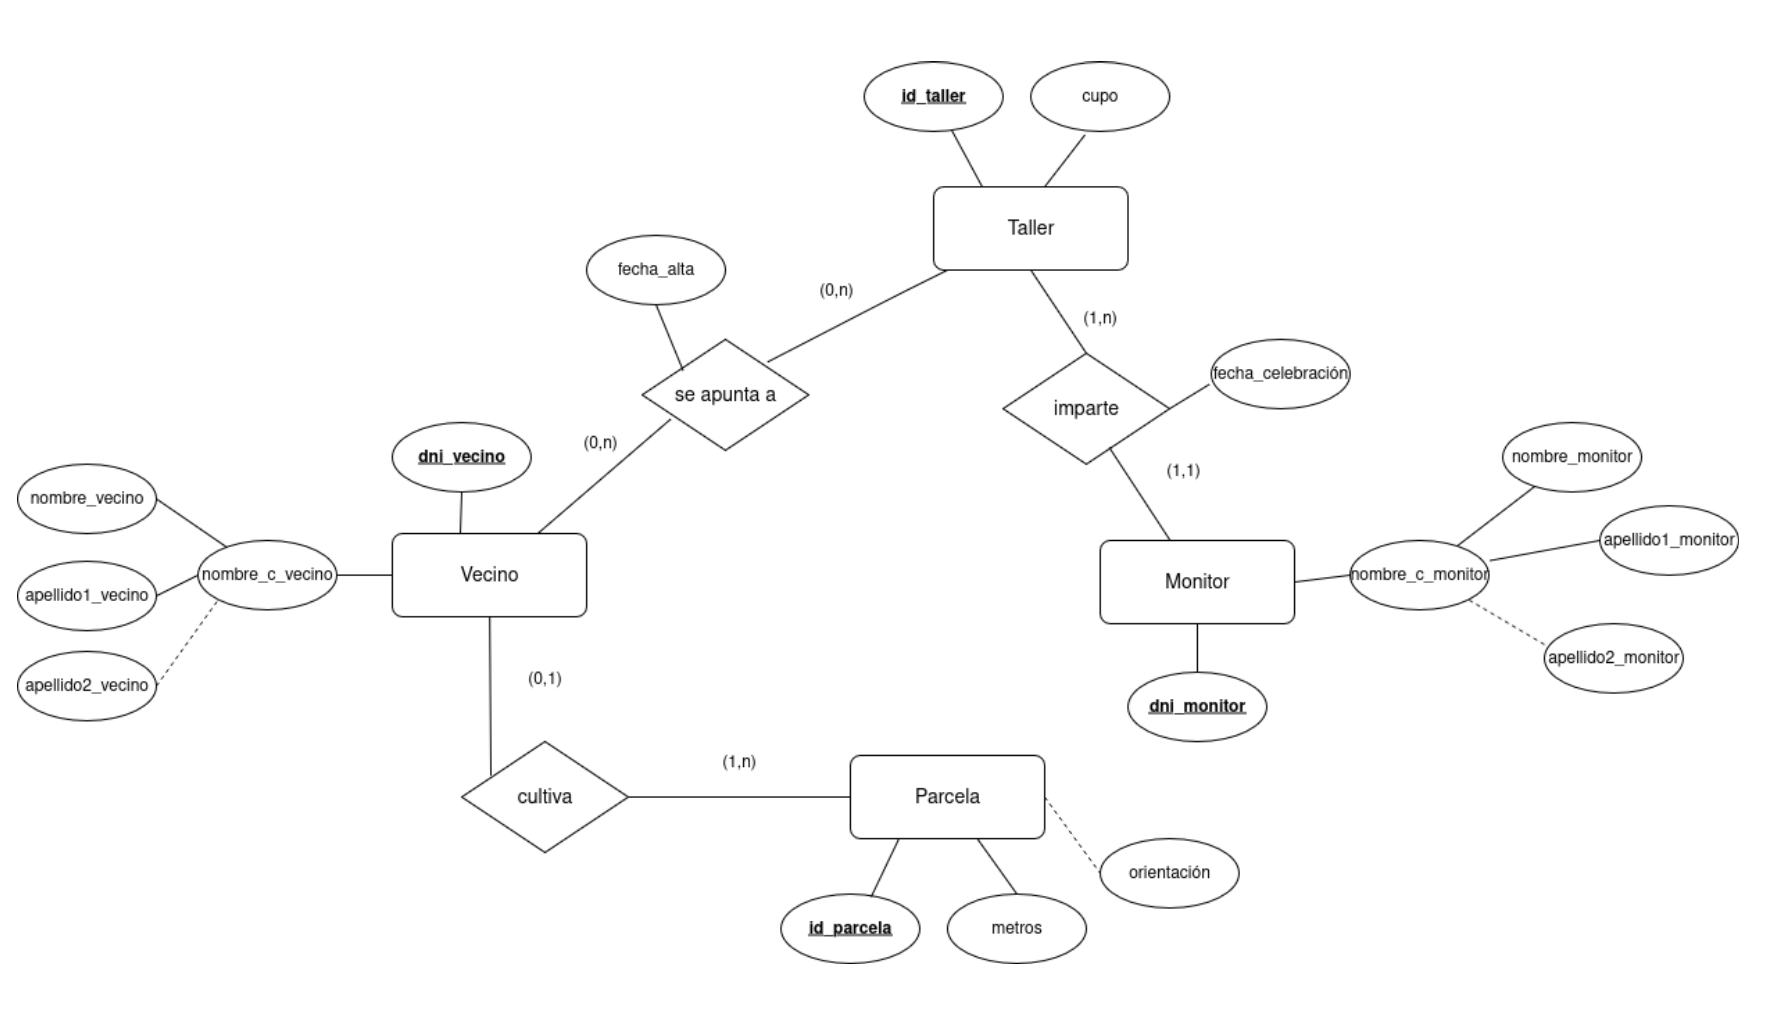 id_taller
cupo
Taller
fecha_alta
(0,n)
(1,n)
se apunta a
imparte
fecha_celebración
(0,n)
(1,1)
dni_vecino
nombre_vecino
nombre_monitor
apellido1_monitor
nombre_c_vecino
Vecino
Monitor
nombre_c_monitor
apellido1_vecino
apellido2_vecino
apellido2_monitor
(0,1)
dni_monitor
(1,n)
cultiva
Parcela
orientación
id_parcela
metros